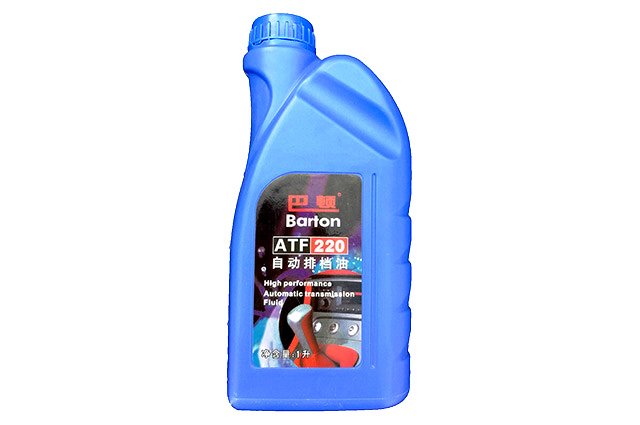 巴顿
Barton
ATF 220
自动排档油
High performance
Automatic transmission
Fluid
净含量:1升